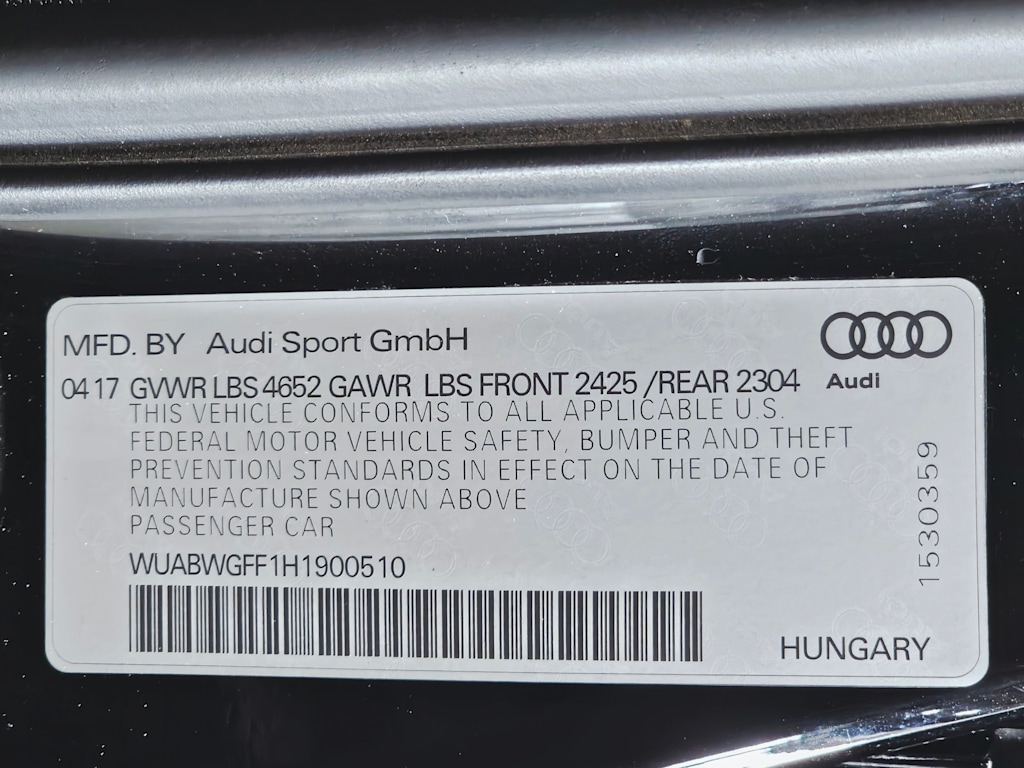 MFD. BY Audi Sport GmbH
04 17 GVWR LBS 4652 GAWR LBS FRONT 2425 /REAR 2304
Audi
THIS VEHICLE CONFORMS TO ALL APPLICABLE U.S.
FEDERAL MOTOR VEHICLE SAFETY, BUMPER AND THEFT
PREVENTION STANDARDS IN EFFECT ON THE DATE OF
MANUFACTURE SHOWN ABOVE
PASSENGER CAR
WUABWGFF1H1900510
1530359
HUNGARY